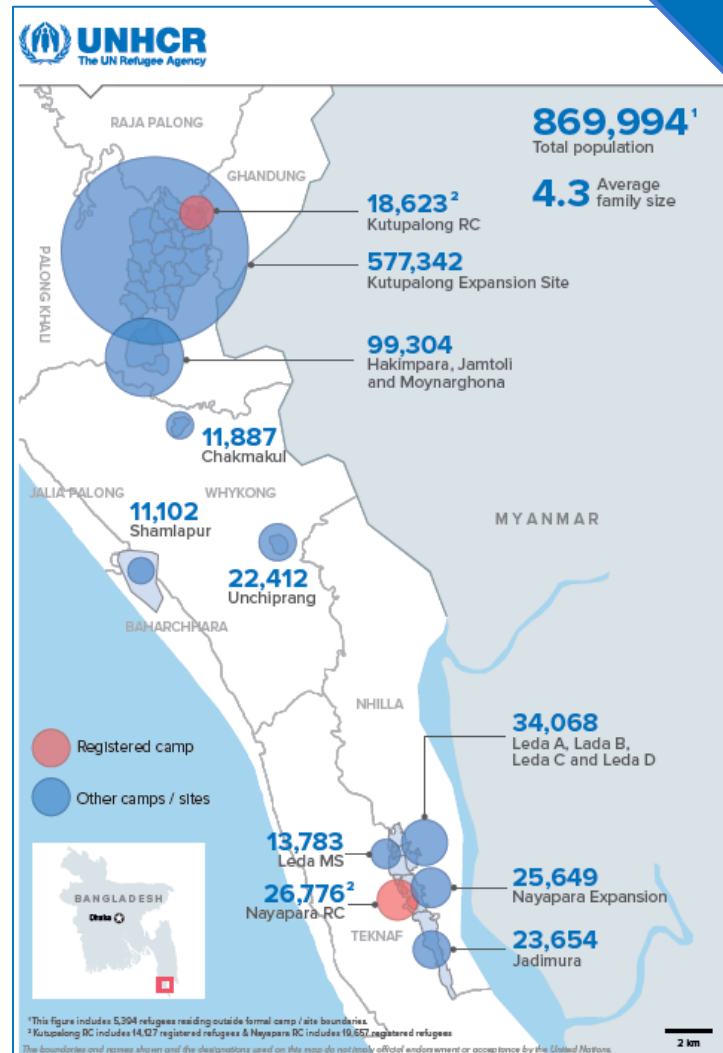 UNHCR
The UN Refugee Agency
RAJA PALONG
869,994¹
Total population
GHANDUNG
4.3 Average
family size
18,623²
Kutupalong RC
PALONG KHALI
577,342
Kutupalong Expansion Site
99,304
Hakimpara, Jamtoli
and Moynarghona
11,887
Chakmakul
JALIA PALONG
WHYKONG
11,102
Shamlapur
MYANMAR
22,412
Unchiprang
BAHARCHHARA
NHILLA
34,068
Leda A, Lada B,
Leda C and Leda D
Registered camp
Other camps / sites
13,783
Leda MS
25,649
Nayapara Expansion
26,776²
Nayapara RC
BANGLADESH
Dhaka
TEKNAF
23,654
Jadimura
¹This figure includes 5,394 refugees residing outside formal camp / site boundaries.
² Kutupalong RC includes 14,127 registered refugees & Nayapara RC includes 19,657 registered refugees
The boundaries and names shown and the designations used on this map do not imply official endorsement or acceptance by the United Nations.
2 km